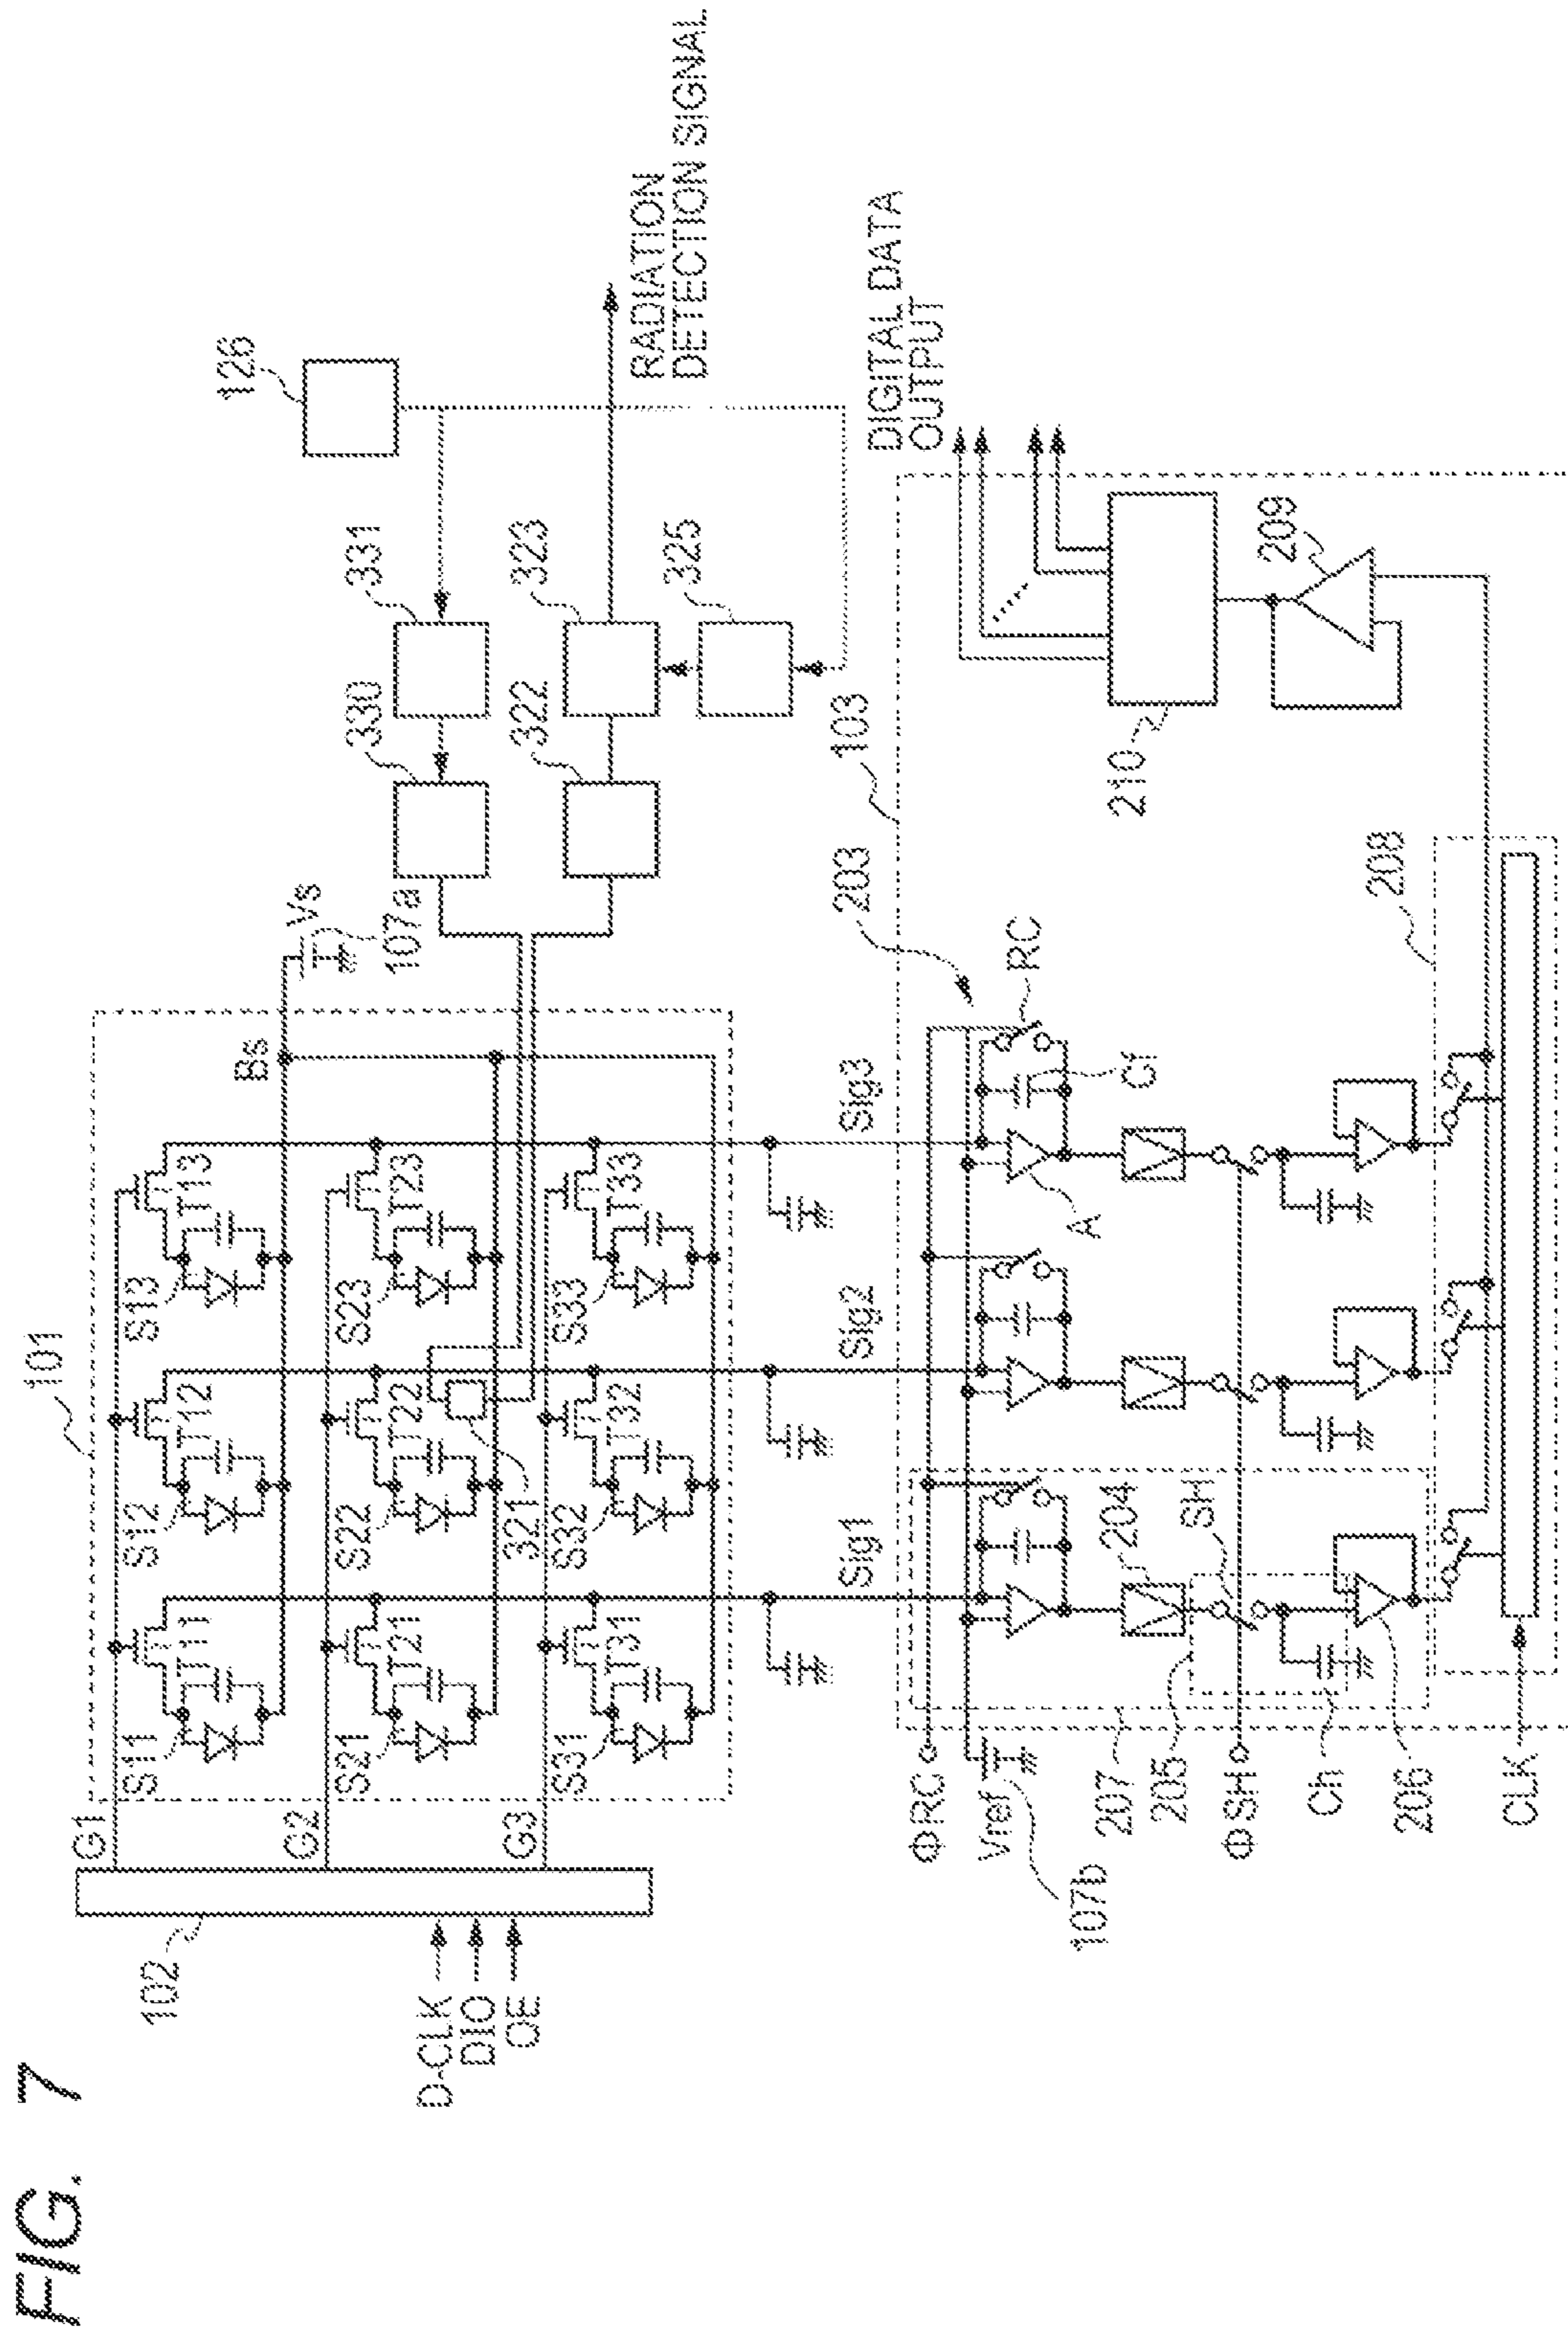 FIG. 7
101
102
G1
G2
G3
D-CLK
DIO
OE
S11
T11
S12
T12
S13
T13
S21
T21
S22
T22
S23
T23
S31
T31
S32
T32
S33
T33
321
Bs
Vs
107a
330
331
126
322
323
325
RADIATION
DETECTION SIGNAL
Sig1
Sig2
Sig3
203
103
DIGITAL DATA
OUTPUT
ΦRC
Vref
107b
RC
Cf
A
204
207
205
SH
ΦSH
Ch
206
208
209
210
CLK